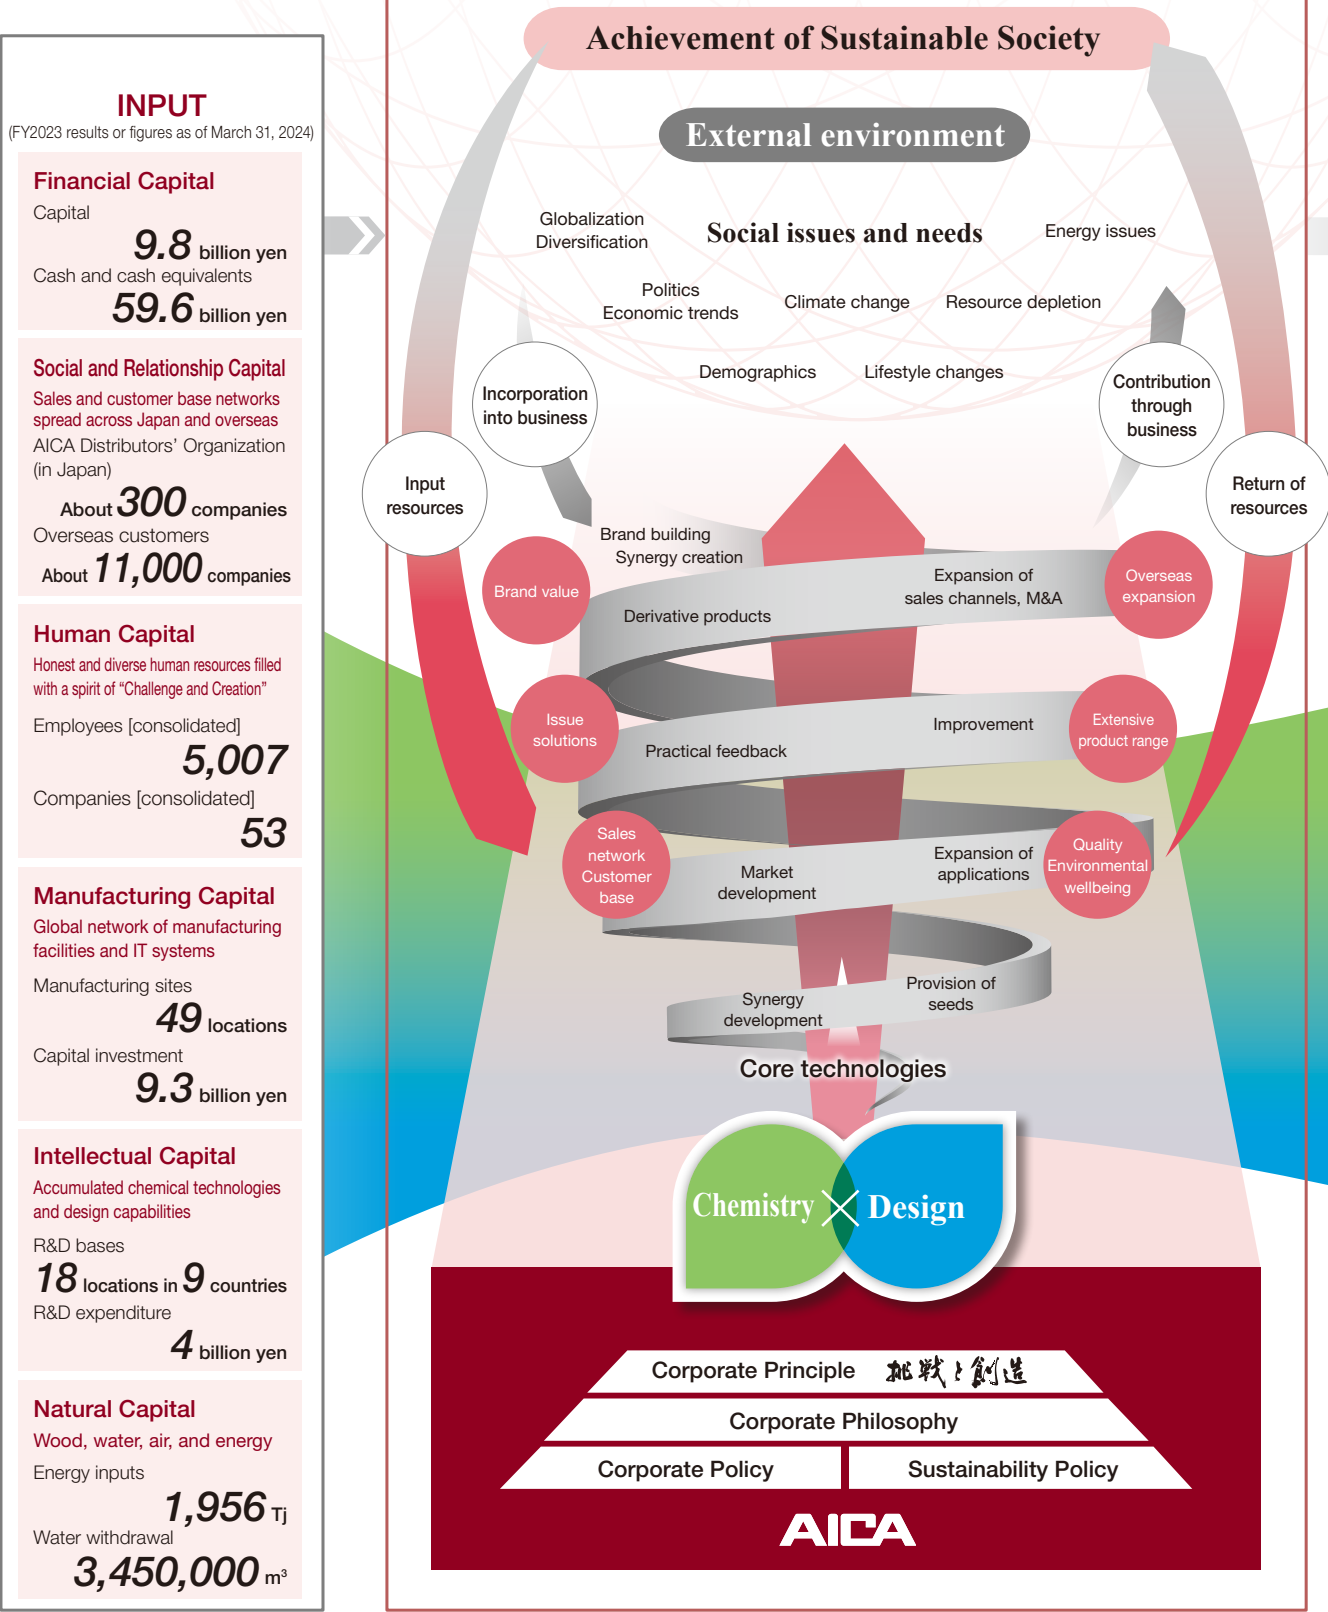 INPUT
(FY2023 results or figures as of March 31, 2024)
Financial Capital
Capital
9.8 billion yen
Cash and cash equivalents
59.6 billion yen
Social and Relationship Capital
Sales and customer base networks
spread across Japan and overseas
AICA Distributors' Organization
(in Japan)
About 300 companies
Overseas customers
About 11,000 companies
Human Capital
Honest and diverse human resources filled
with a spirit of “Challenge and Creation”
Employees [consolidated]
5,007
Companies [consolidated]
53
Manufacturing Capital
Global network of manufacturing
facilities and IT systems
Manufacturing sites
49 locations
Capital investment
9.3 billion yen
Intellectual Capital
Accumulated chemical technologies
and design capabilities
R&D bases
18 locations in 9 countries
R&D expenditure
4 billion yen
Natural Capital
Wood, water, air, and energy
Energy inputs
1,956 Tj
Water withdrawal
3,450,000 m³
Achievement of Sustainable Society
External environment
Social issues and needs
Globalization
Diversification
Energy issues
Politics
Economic trends
Climate change
Resource depletion
Demographics
Lifestyle changes
Incorporation
into business
Contribution
through
business
Input
resources
Return of
resources
Brand building
Synergy creation
Brand value
Derivative products
Expansion of
sales channels, M&A
Overseas
expansion
Issue
solutions
Practical feedback
Improvement
Extensive
product range
Sales
network
Customer
base
Market
development
Expansion of
applications
Quality
Environmental
wellbeing
Synergy
development
Provision of
seeds
Core technologies
Chemistry × Design
Corporate Principle 挑戦と創造
Corporate Philosophy
Corporate Policy
Sustainability Policy
AICA